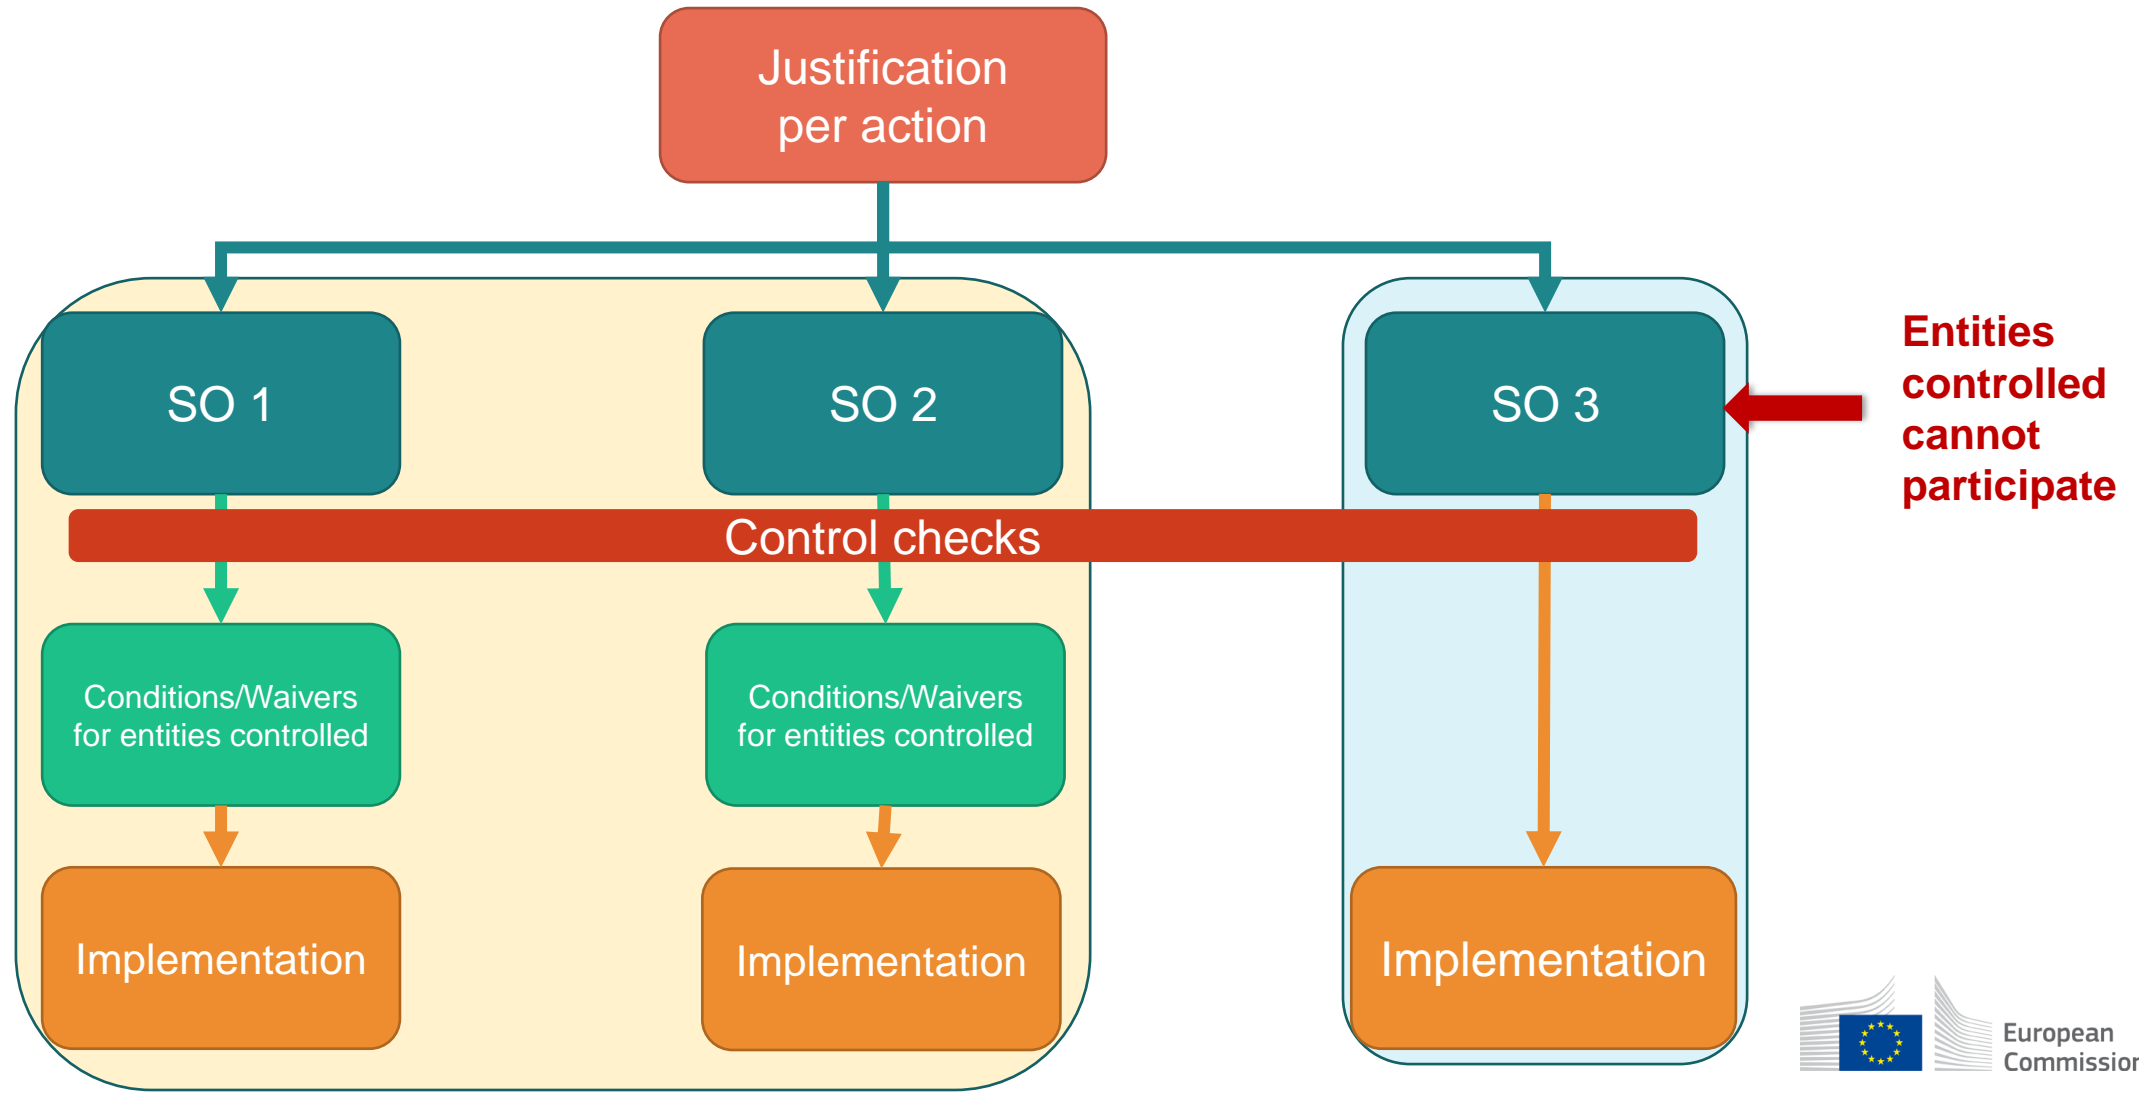 Justification
per action
SO 1
SO 2
SO 3
Entities
controlled
cannot
participate
Control checks
Conditions/Waivers
for entities controlled
Conditions/Waivers
for entities controlled
Implementation
Implementation
Implementation
European
Commission